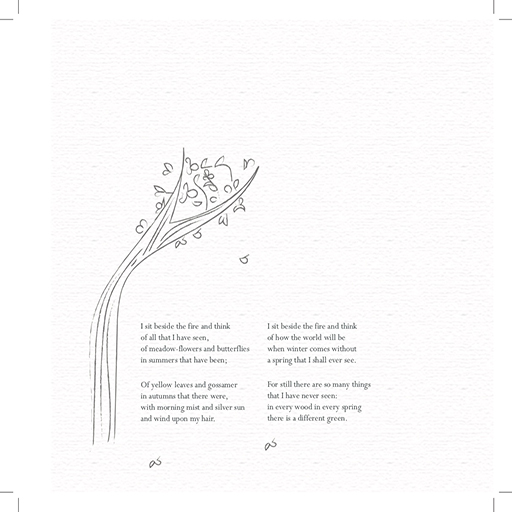 I sit beside the fire and think
of all that I have seen,
of meadow-flowers and butterflies
in summers that have been;
Of yellow leaves and gossamer
in autumns that there were,
with morning mist and silver sun
and wind upon my hair.
I sit beside the fire and think
of how the world will be
when winter comes without
a spring that I shall ever see.
For still there are so many things
that I have never seen:
in every wood in every spring
there is a different green.